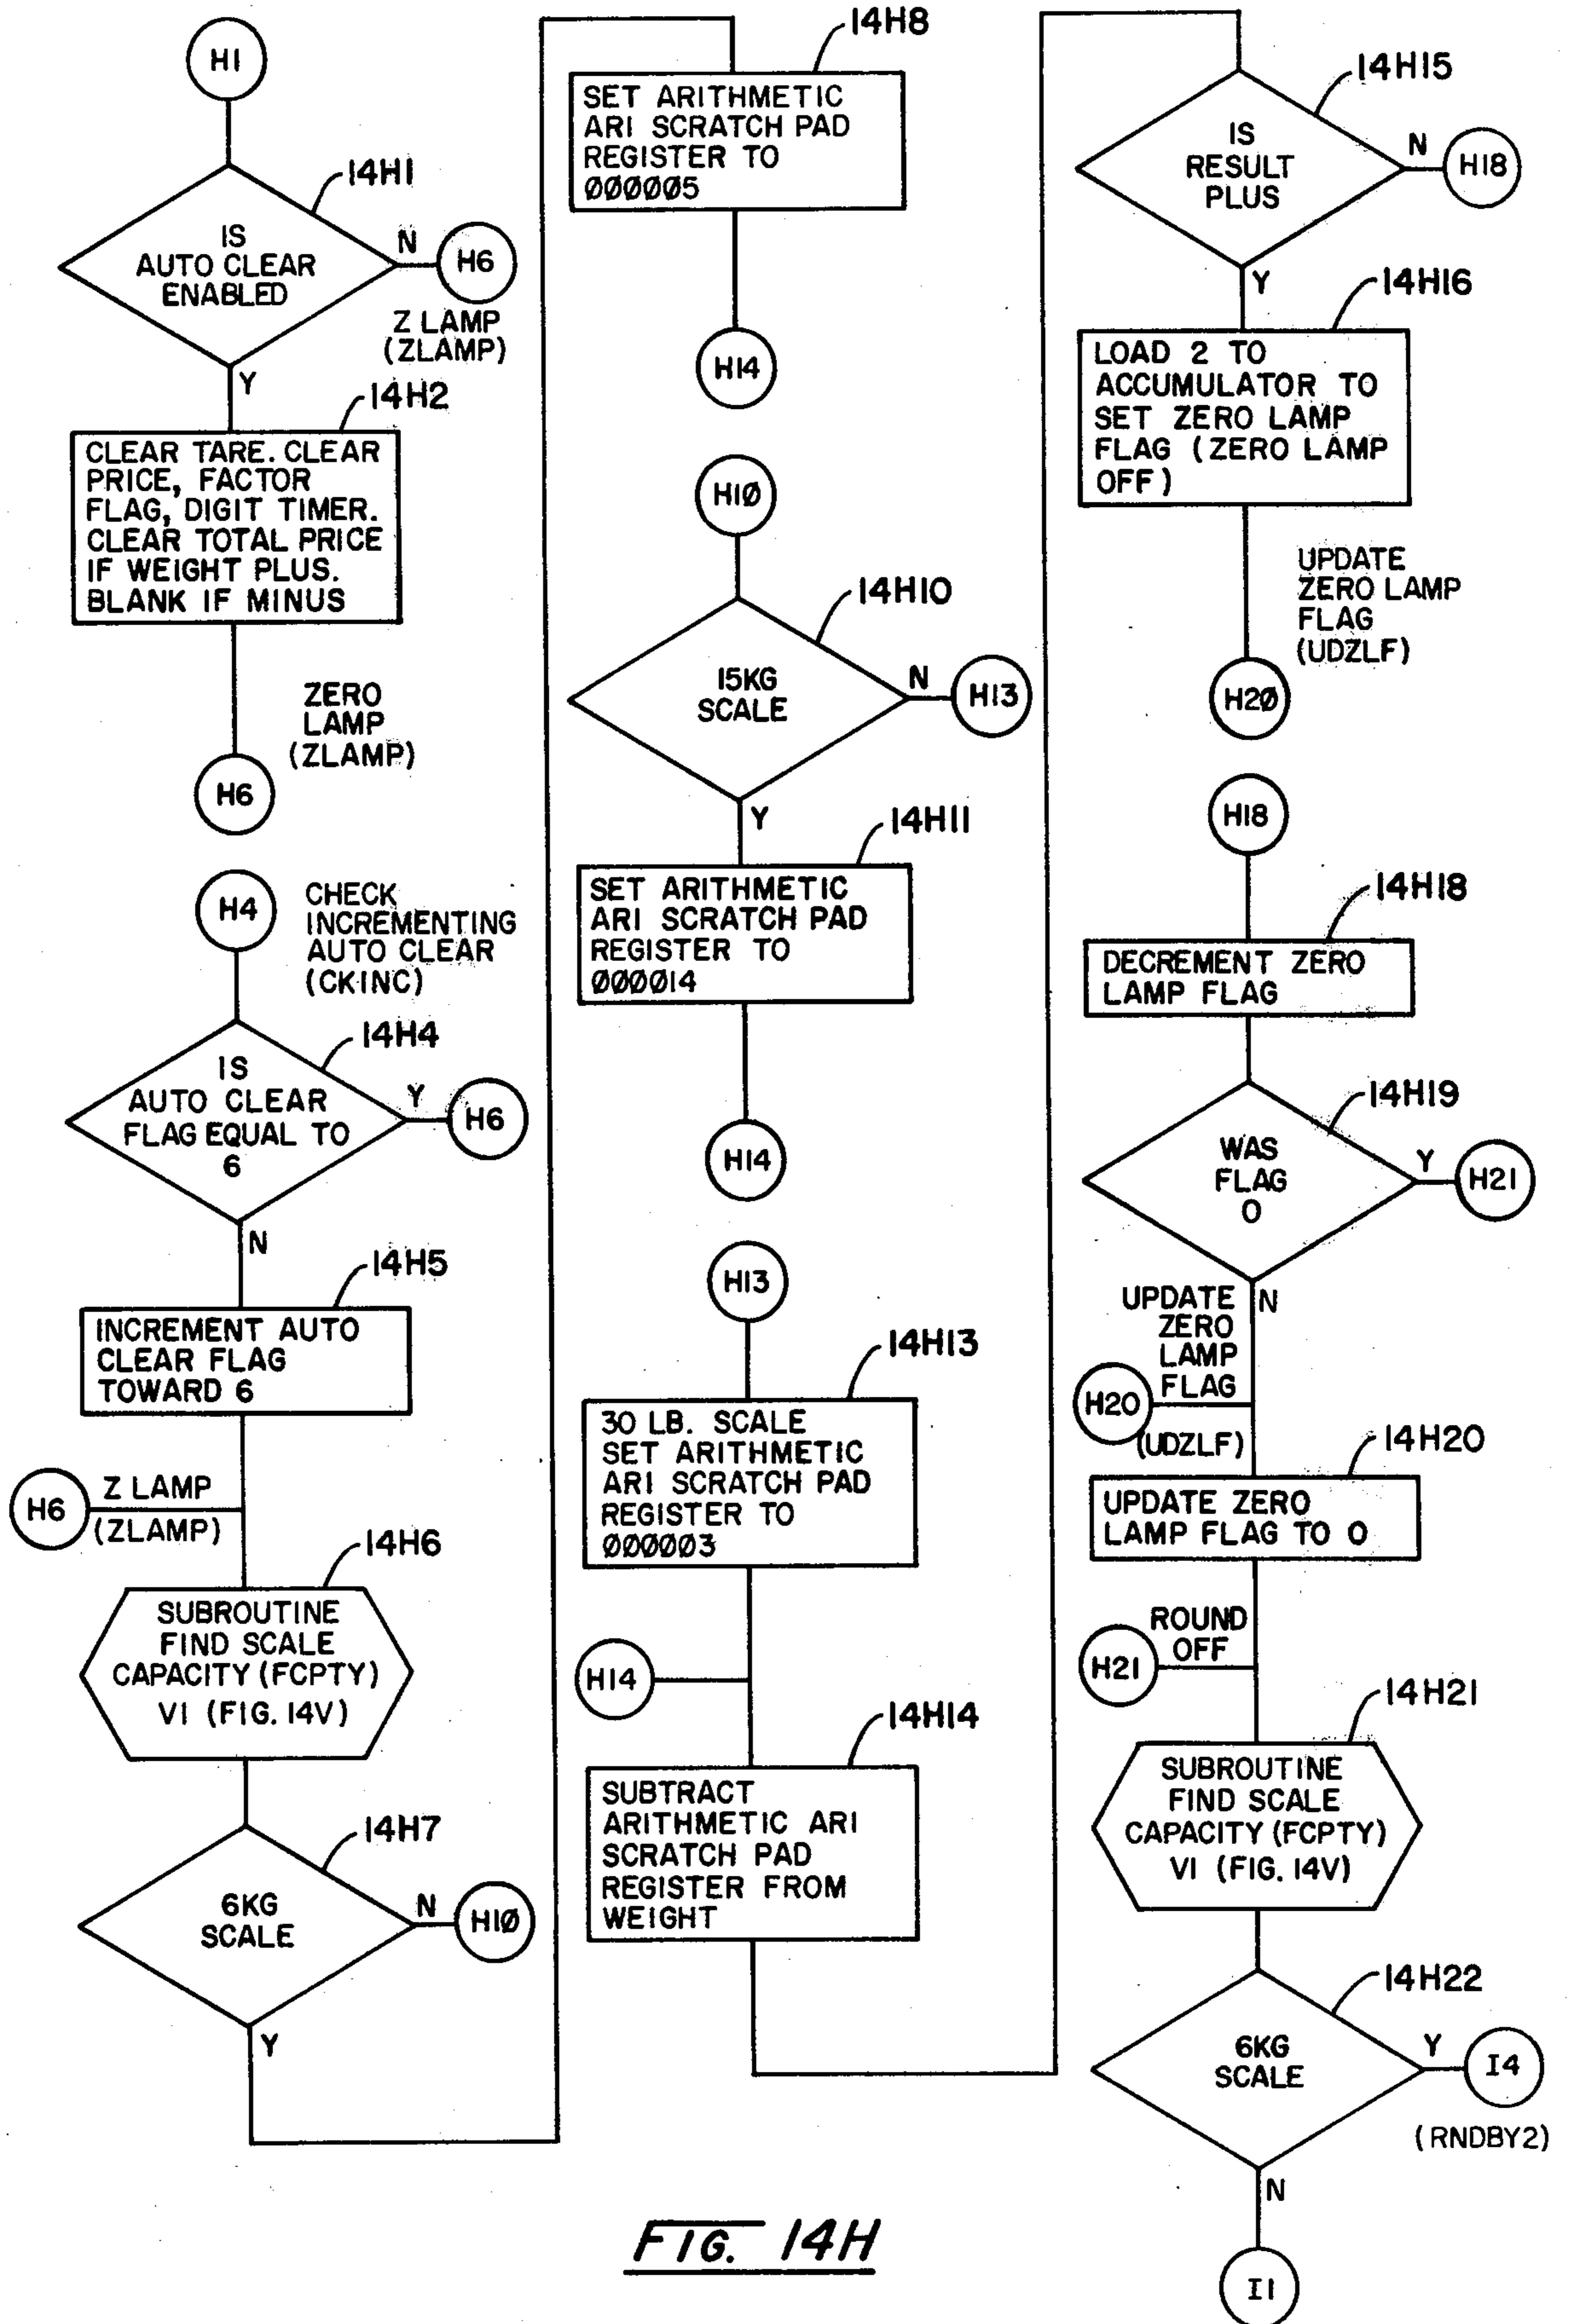 H1
14H1
IS
AUTO CLEAR
ENABLED
N
H6
Z LAMP
(ZLAMP)
Y
14H2
CLEAR TARE. CLEAR
PRICE, FACTOR
FLAG, DIGIT TIMER.
CLEAR TOTAL PRICE
IF WEIGHT PLUS.
BLANK IF MINUS
ZERO
LAMP
(ZLAMP)
H6
H4
CHECK
INCREMENTING
AUTO CLEAR
(CKINC)
14H4
IS
AUTO CLEAR
FLAG EQUAL TO
6
Y
H6
N
14H5
INCREMENT AUTO
CLEAR FLAG
TOWARD 6
H6
Z LAMP
(ZLAMP)
14H6
SUBROUTINE
FIND SCALE
CAPACITY (FCPTY)
V1 (FIG. 14V)
14H7
6KG
SCALE
N
H1Ø
Y
14H8
SET ARITHMETIC
ARI SCRATCH PAD
REGISTER TO
ØØØØØ5
H14
H1Ø
14H10
15KG
SCALE
N
H13
Y
14H11
SET ARITHMETIC
ARI SCRATCH PAD
REGISTER TO
ØØØØ14
H14
H13
14H13
30 LB. SCALE
SET ARITHMETIC
ARI SCRATCH PAD
REGISTER TO
ØØØØØ3
H14
14H14
SUBTRACT
ARITHMETIC ARI
SCRATCH PAD
REGISTER FROM
WEIGHT
14H15
IS
RESULT
PLUS
N
H18
Y
14H16
LOAD 2 TO
ACCUMULATOR TO
SET ZERO LAMP
FLAG (ZERO LAMP
OFF)
UPDATE
ZERO LAMP
FLAG
(UDZLF)
H2Ø
H18
14H18
DECREMENT ZERO
LAMP FLAG
14H19
WAS
FLAG
0
Y
H21
N
UPDATE
ZERO
LAMP
FLAG
H20
(UDZLF)
14H20
UPDATE ZERO
LAMP FLAG TO 0
ROUND
OFF
H21
14H21
SUBROUTINE
FIND SCALE
CAPACITY (FCPTY)
V1 (FIG. 14V)
14H22
6KG
SCALE
Y
I4
(RNDBY2)
N
I1
FIG. 14H